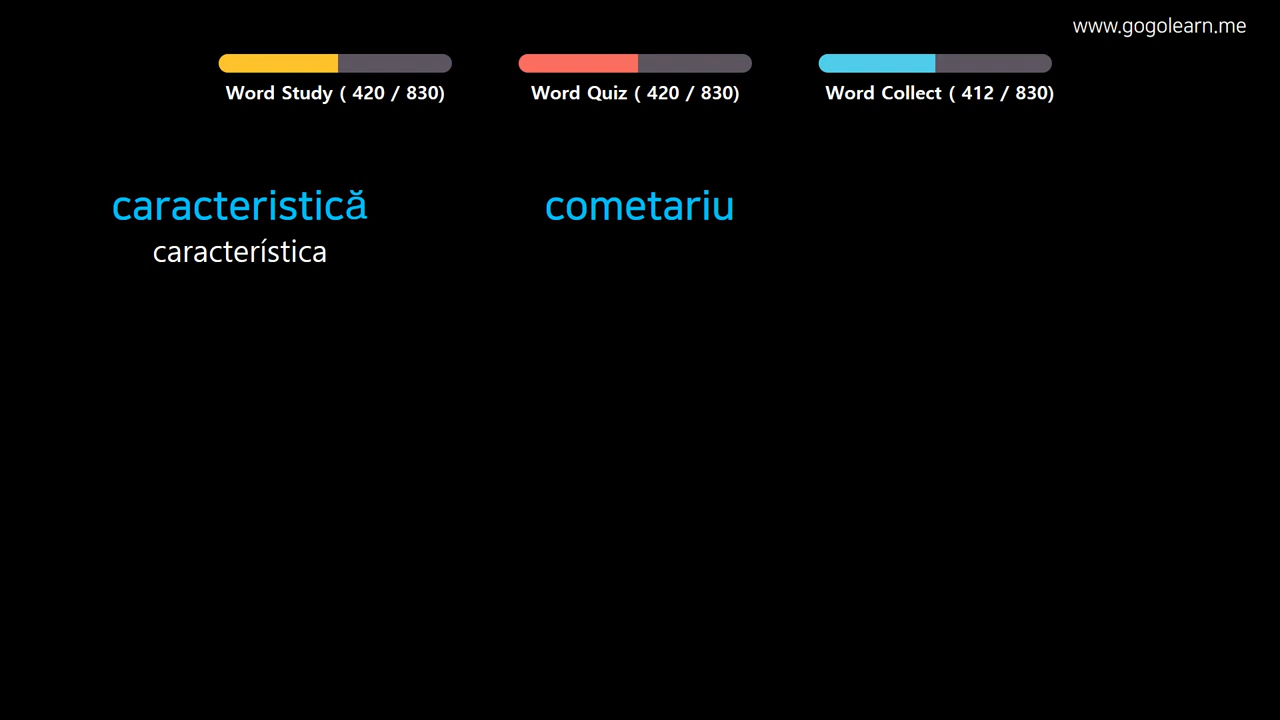 www.gogolearn.me
Word Study ( 420 / 830)
Word Quiz ( 420 / 830)
Word Collect ( 412 / 830)
caracteristică
cometariu
característica